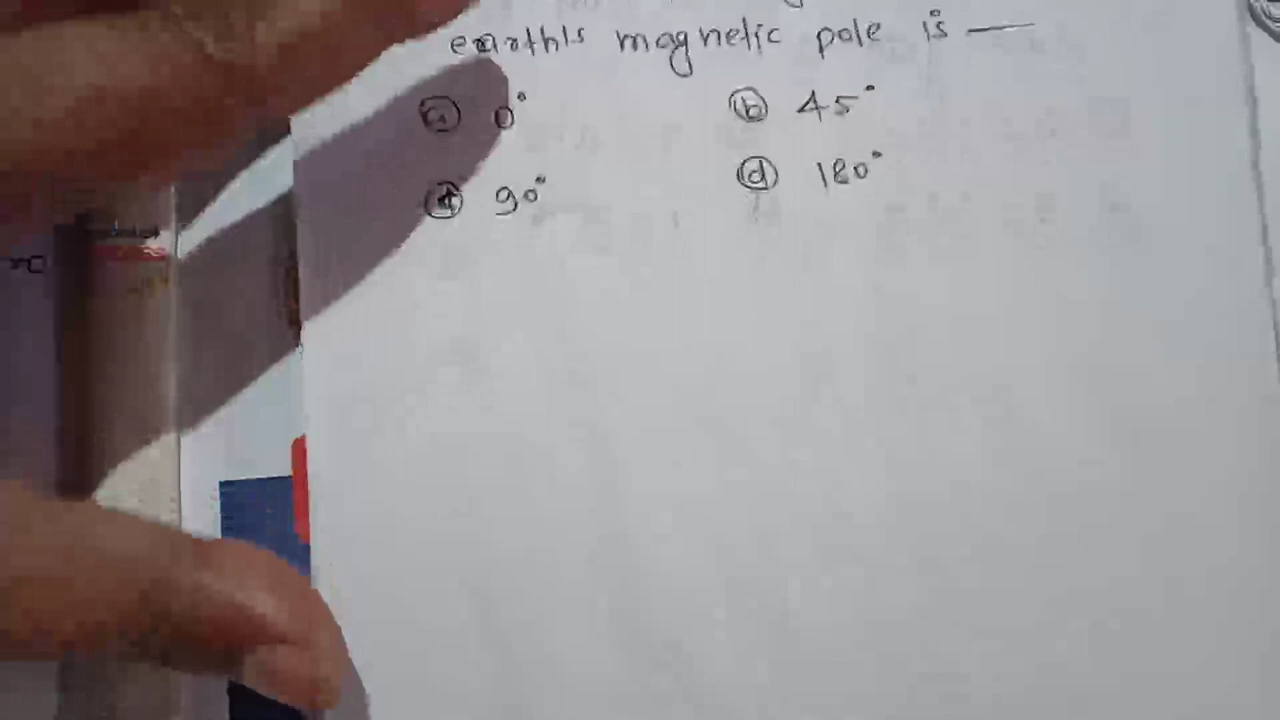 earth's magnetic pole is —
(a) 0° (b) 45°
90° (d) 180°